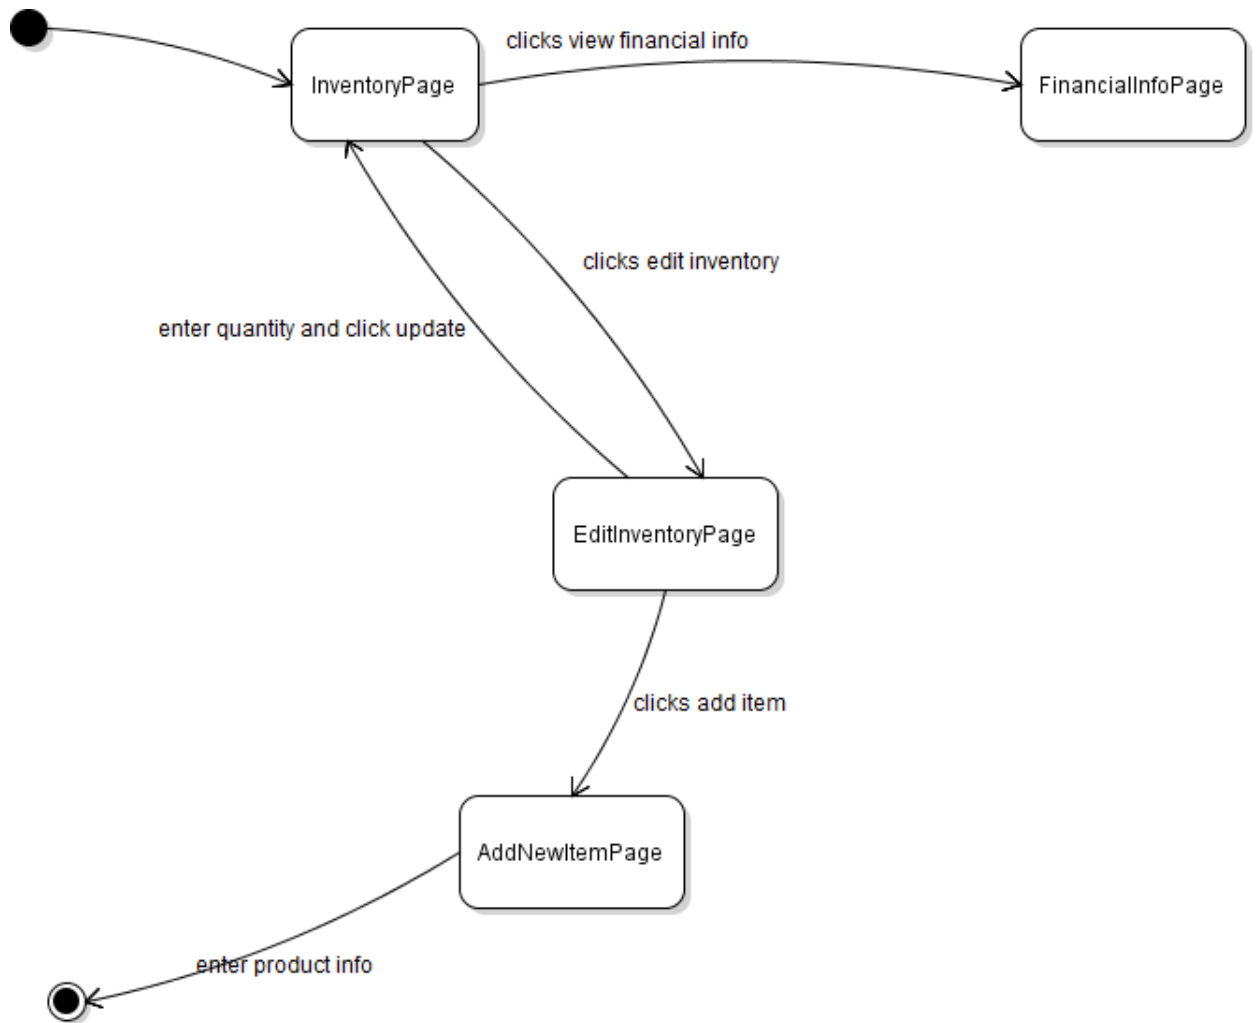 clicks view financial info
InventoryPage
FinancialInfoPage
clicks edit inventory
enter quantity and click update
EditInventoryPage
clicks add item
AddNewItemPage
enter product info